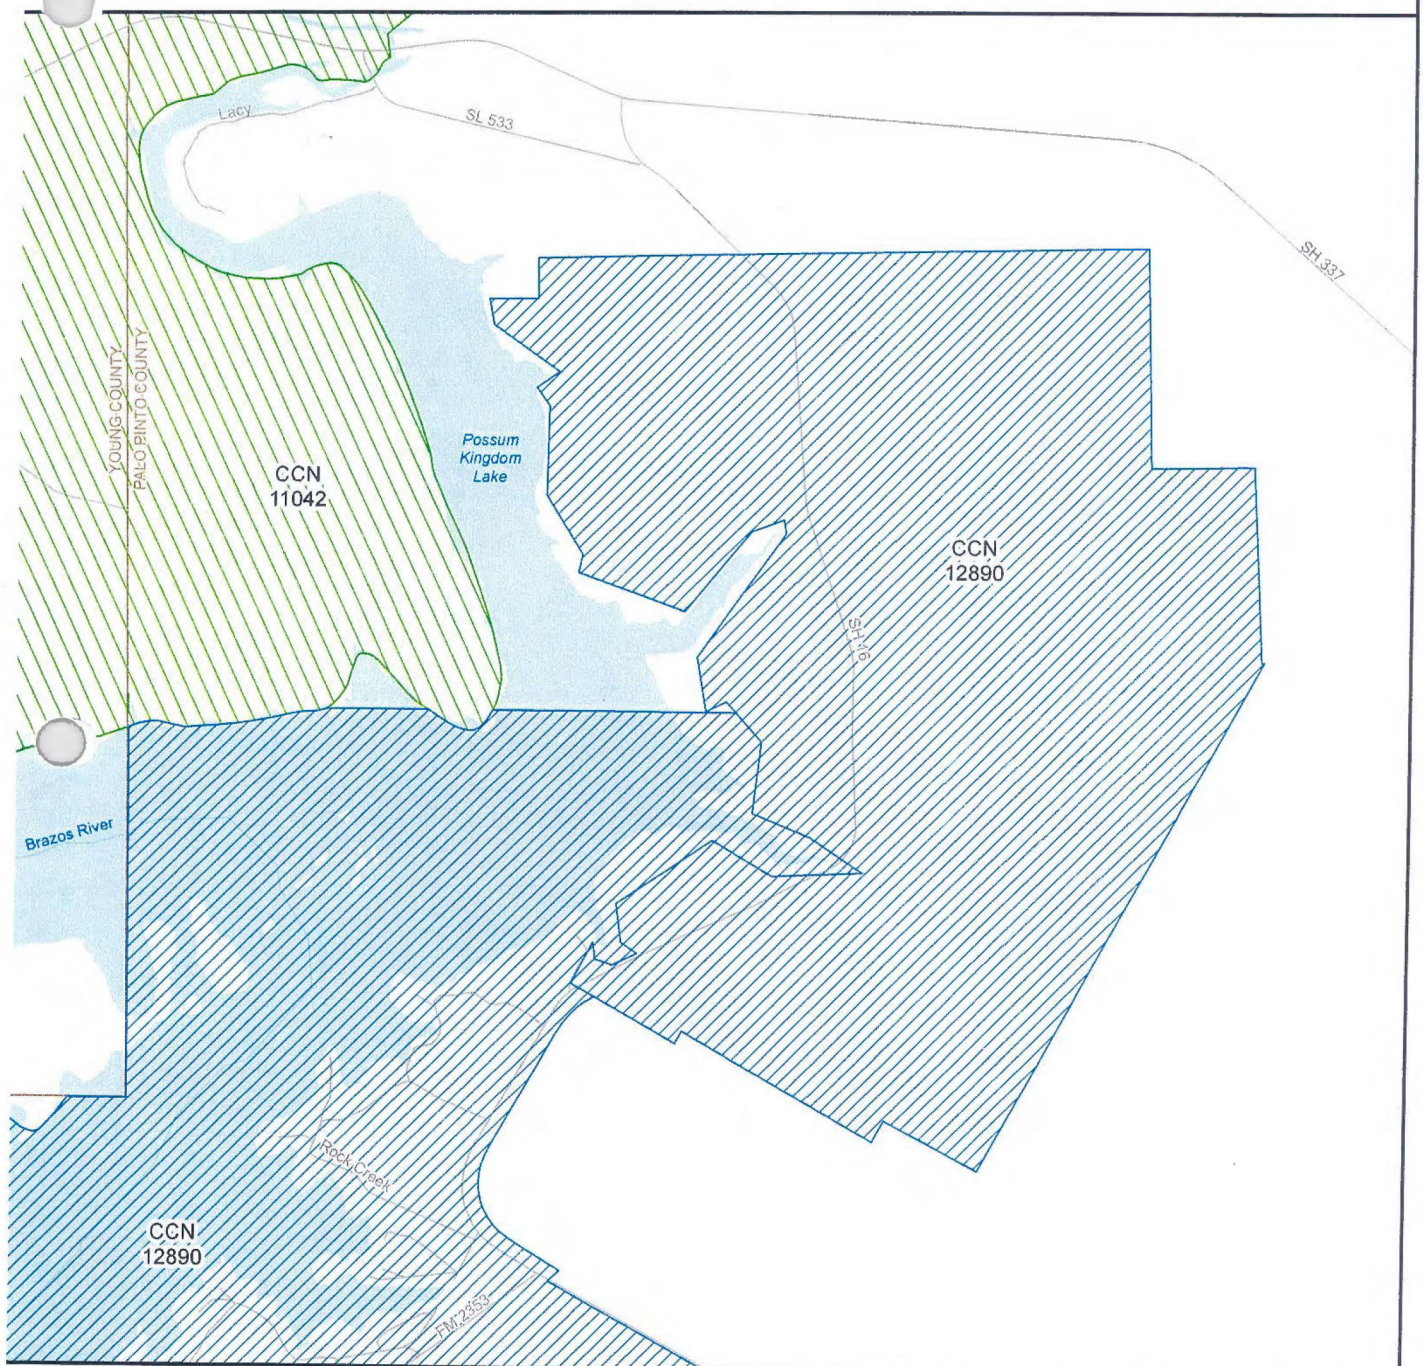 Lacy
SL 533
SH 337
YOUNG COUNTY
PALO PINTO COUNTY
Possum
Kingdom
Lake
CCN
11042
CCN
12890
SH 16
Brazos River
Rock Creek
CCN
12890
FM 2353